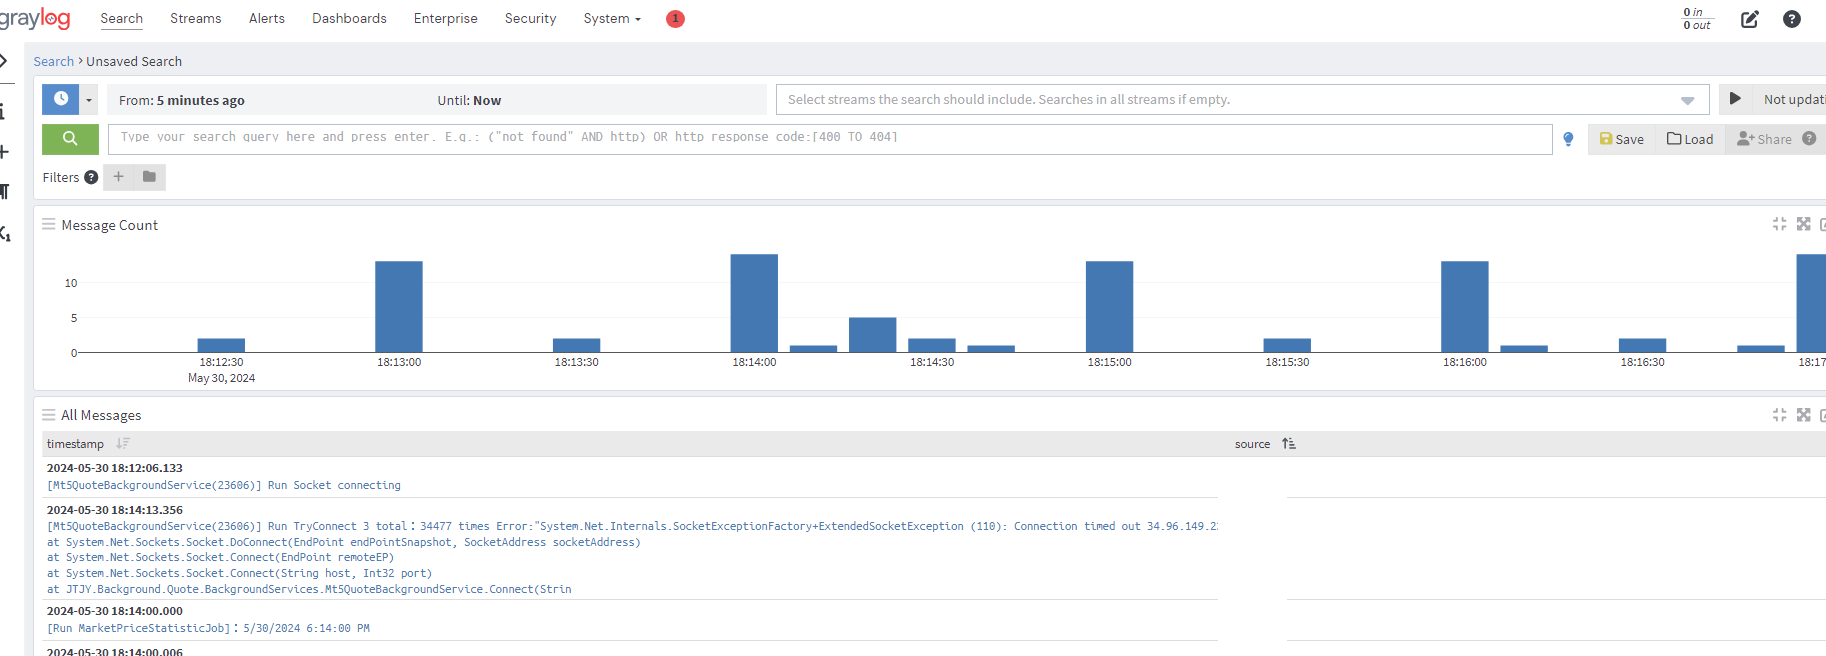 graylog Search Streams Alerts Dashboards Enterprise Security System 1 0 in
0 out
Search > Unsaved Search
From: 5 minutes ago Until: Now Select streams the search should include. Searches in all streams if empty. Not updati
Type your search query here and press enter. E.g.: ("not found" AND http) OR http_response_code:[400 TO 404] Save Load Share
Filters
Message Count
10
5
0
18:12:30 18:13:00 18:13:30 18:14:00 18:14:30 18:15:00 18:15:30 18:16:00 18:16:30 18:17
May 30, 2024
All Messages
timestamp source
2024-05-30 18:12:06.133
[Mt5QuoteBackgroundService(23606)] Run Socket connecting
2024-05-30 18:14:13.356
[Mt5QuoteBackgroundService(23606)] Run TryConnect 3 total：34477 times Error:"System.Net.Internals.SocketExceptionFactory+ExtendedSocketException (110): Connection timed out 34.96.149.2
at System.Net.Sockets.Socket.DoConnect(EndPoint endPointSnapshot, SocketAddress socketAddress)
at System.Net.Sockets.Socket.Connect(EndPoint remoteEP)
at System.Net.Sockets.Socket.Connect(String host, Int32 port)
at JTJY.Background.Quote.BackgroundServices.Mt5QuoteBackgroundService.Connect(Strin
2024-05-30 18:14:00.000
[Run MarketPriceStatisticJob]：5/30/2024 6:14:00 PM
2024-05-30 18:14:00.006